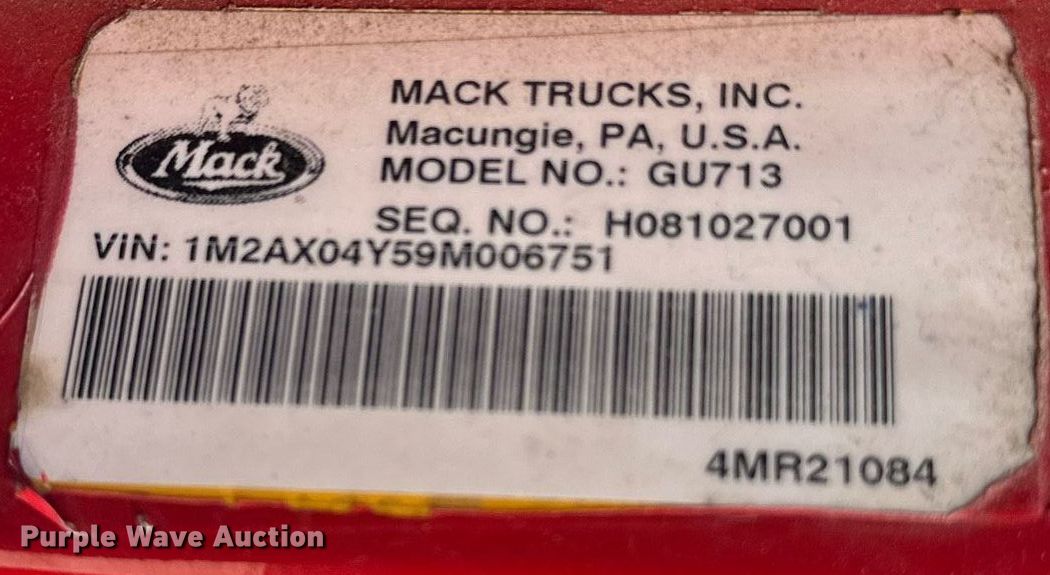 MACK TRUCKS, INC.
Mack
Macungie, PA, U.S.A.
MODEL NO.: GU713
SEQ. NO.: H081027001
VIN: 1M2AX04Y59M006751
4MR21084
Purple Wave Auction